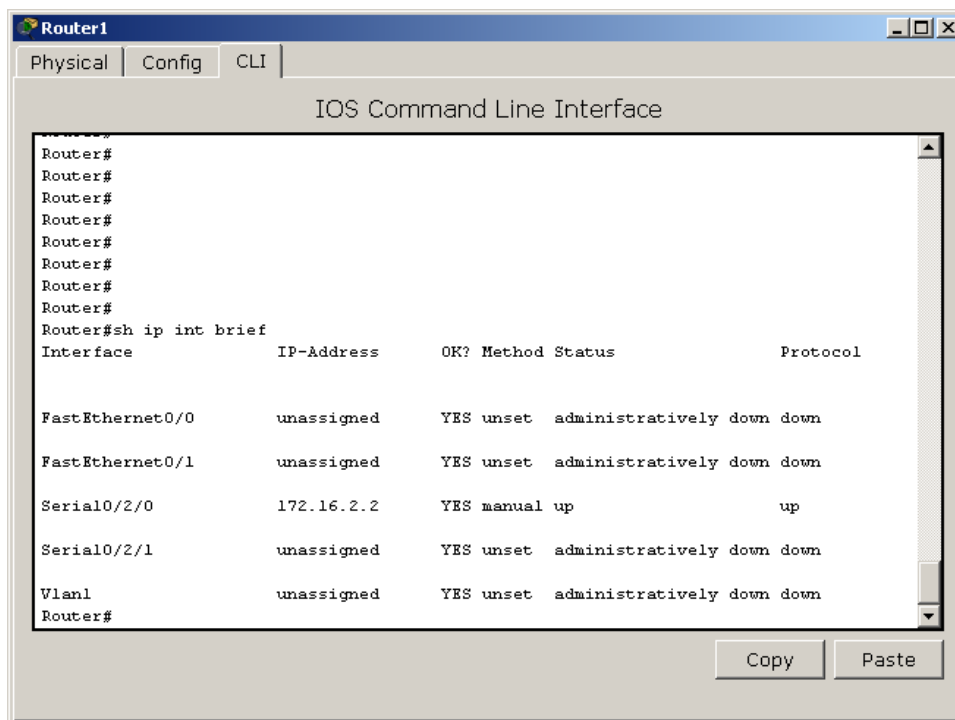 Router1
Physical Config CLI
IOS Command Line Interface
Router#
Router#
Router#
Router#
Router#
Router#
Router#
Router#
Router#sh ip int brief
Interface IP-Address OK? Method Status Protocol
FastEthernet0/0 unassigned YES unset administratively down down
FastEthernet0/1 unassigned YES unset administratively down down
Serial0/2/0 172.16.2.2 YES manual up up
Serial0/2/1 unassigned YES unset administratively down down
Vlan1 unassigned YES unset administratively down down
Router#
Copy Paste